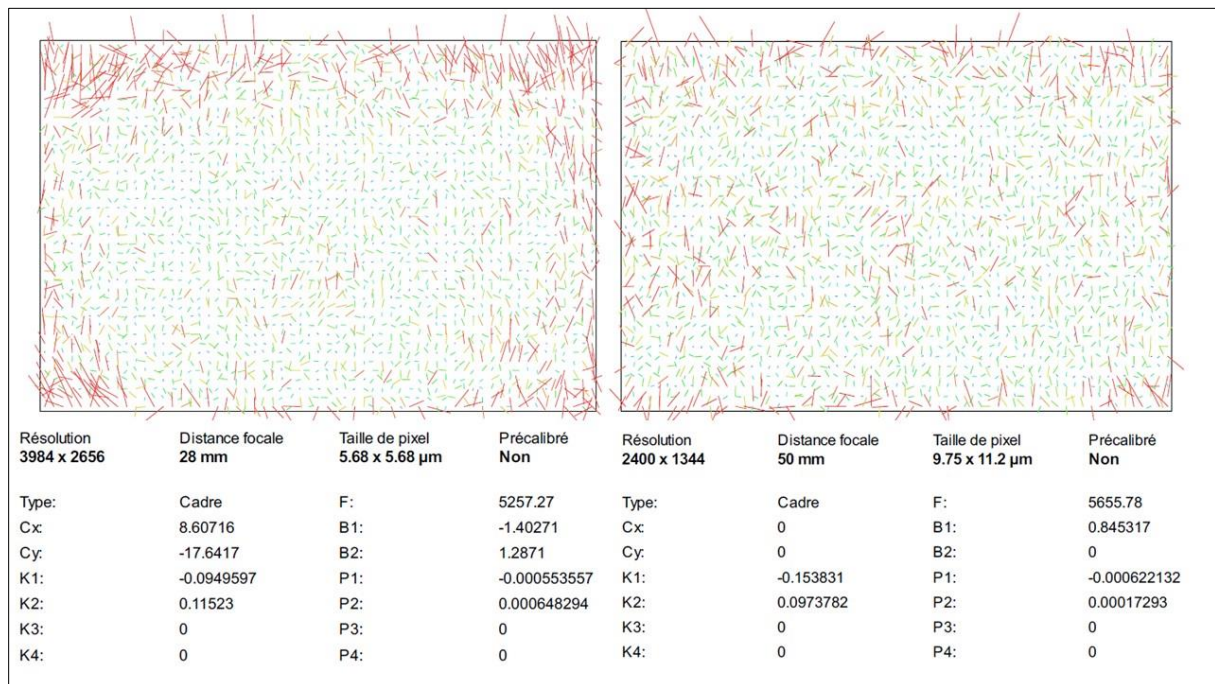 Résolution Distance focale Taille de pixel Précalibré
3984 x 2656 28 mm 5.68 x 5.68 µm Non
Type: Cadre F: 5257.27
Cx: 8.60716 B1: -1.40271
Cy: -17.6417 B2: 1.2871
K1: -0.0949597 P1: -0.000553557
K2: 0.11523 P2: 0.000648294
K3: 0 P3: 0
K4: 0 P4: 0
Résolution Distance focale Taille de pixel Précalibré
2400 x 1344 50 mm 9.75 x 11.2 µm Non
Type: Cadre F: 5655.78
Cx: 0 B1: 0.845317
Cy: 0 B2: 0
K1: -0.153831 P1: -0.000622132
K2: 0.0973782 P2: 0.00017293
K3: 0 P3: 0
K4: 0 P4: 0